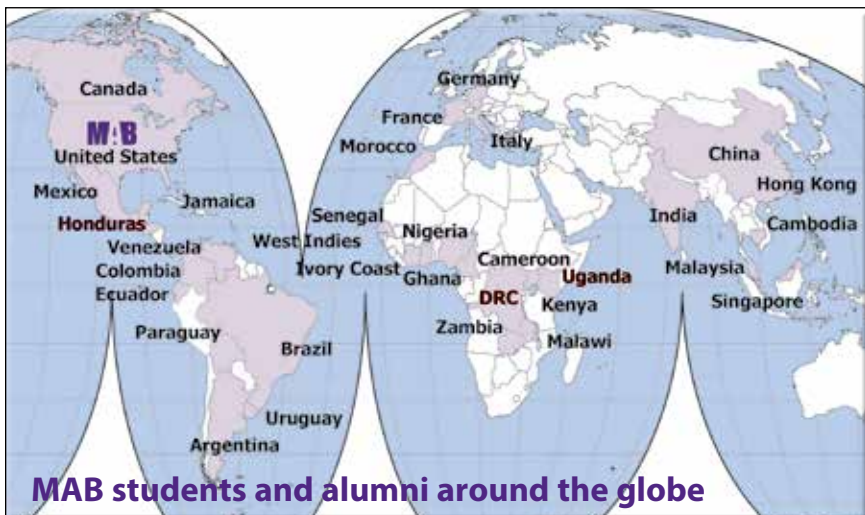 Canada
MAB
United States
Mexico
Jamaica
Honduras
Venezuela
West Indies
Colombia
Ecuador
Paraguay
Brazil
Uruguay
Argentina
Germany
France
Italy
Morocco
Senegal
Nigeria
Ivory Coast
Ghana
Cameroon
Uganda
DRC
Kenya
Zambia
Malawi
China
Hong Kong
India
Cambodia
Malaysia
Singapore
MAB students and alumni around the globe